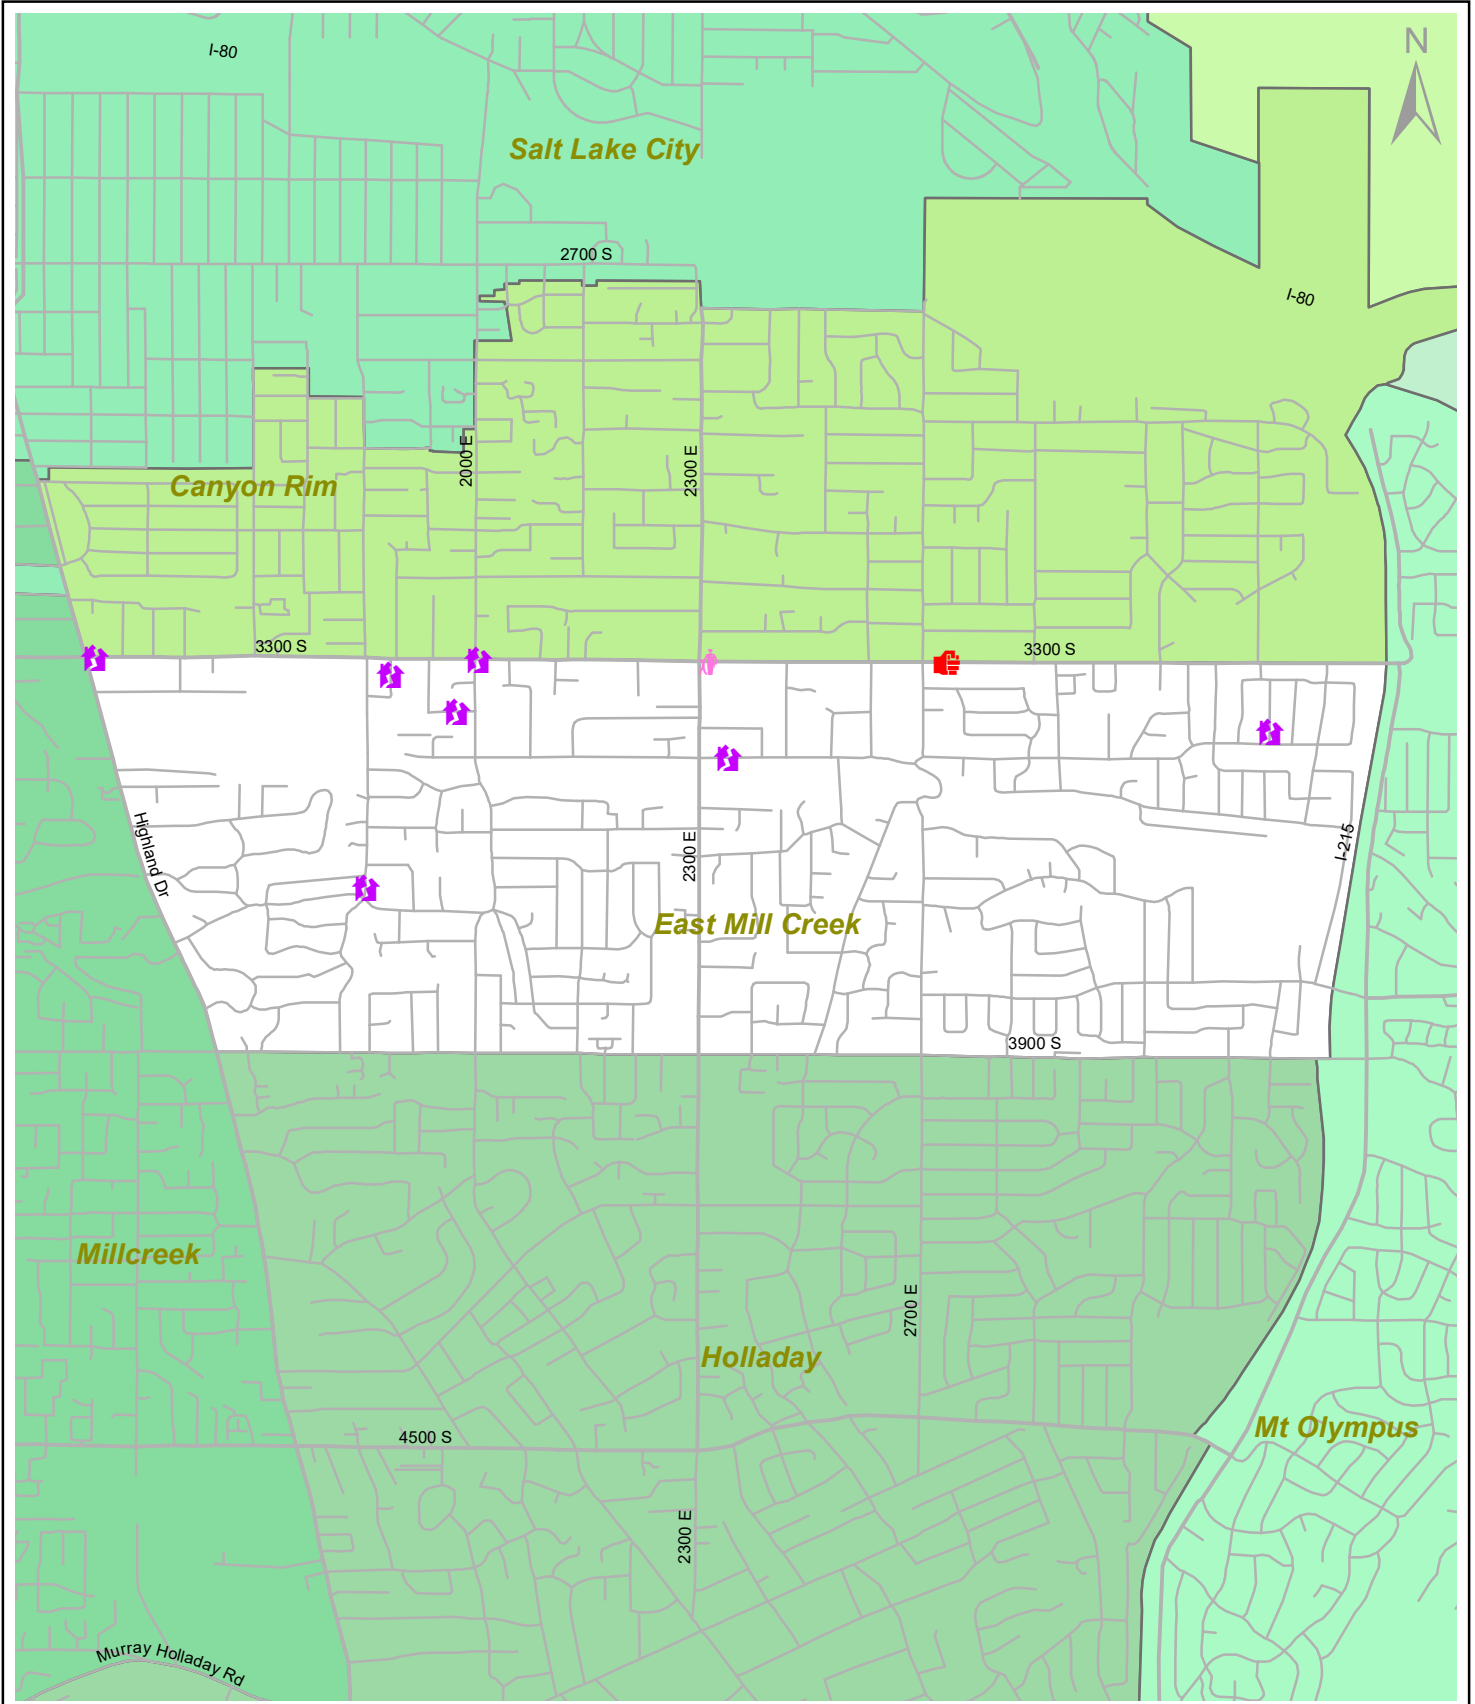 I-80
N
Salt Lake City
2700 S
I-80
2000 E
2300 E
Canyon Rim
3300 S
3300 S
Highland Dr
2300 E
I-215
East Mill Creek
3900 S
Millcreek
2700 E
Holladay
Mt Olympus
4500 S
2300 E
Murray Holladay Rd